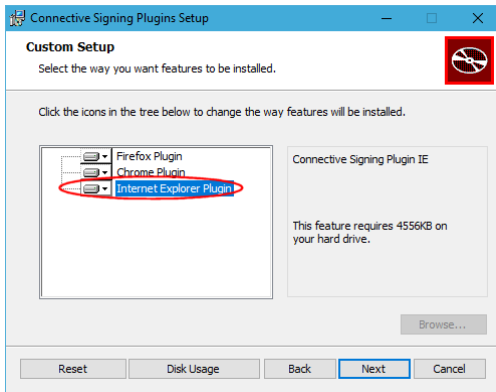 Connective Signing Plugins Setup
Custom Setup
Select the way you want features to be installed.
Click the icons in the tree below to change the way features will be installed.
Firefox Plugin
Chrome Plugin
Internet Explorer Plugin
Connective Signing Plugin IE
This feature requires 4556KB on
your hard drive.
Browse...
Reset Disk Usage Back Next Cancel